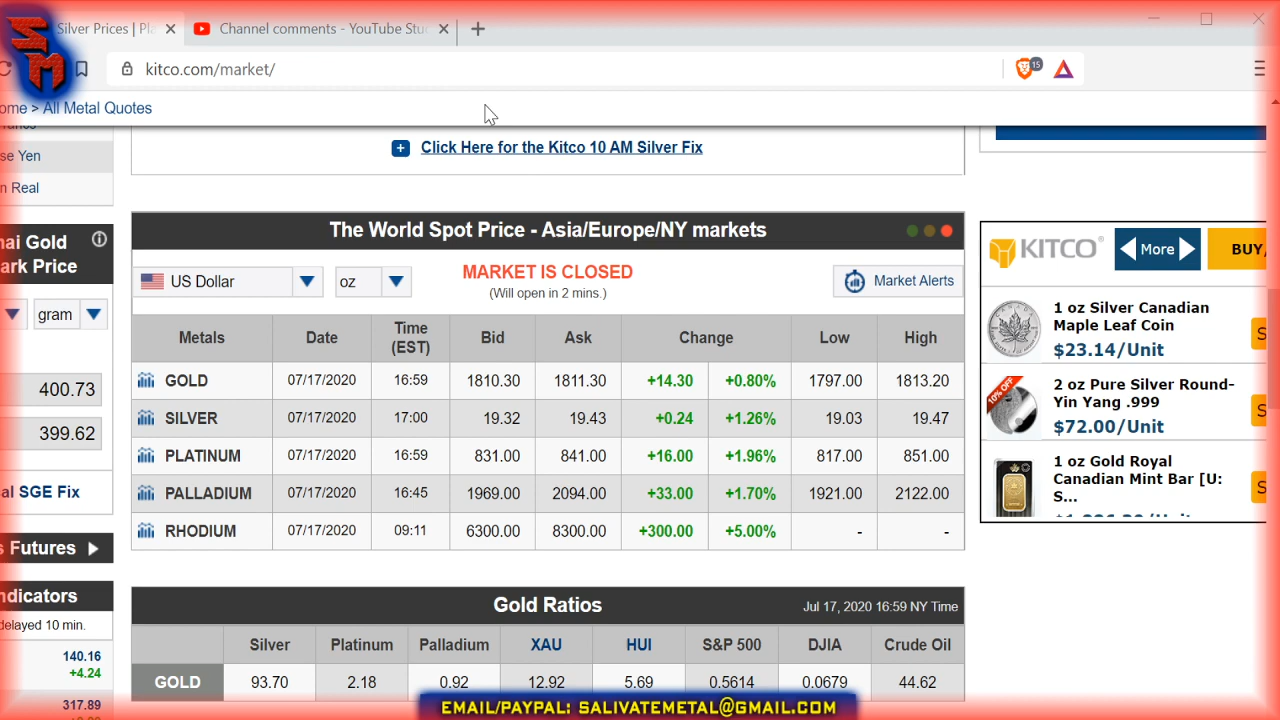 SM
Silver Prices | Pla
Channel comments - YouTube Stu
kitco.com/market/
15
ome > All Metal Quotes
se Yen
n Real
Click Here for the Kitco 10 AM Silver Fix
The World Spot Price - Asia/Europe/NY markets
US Dollar
oz
MARKET IS CLOSED
(Will open in 2 mins.)
Market Alerts
Metals Date Time (EST) Bid Ask Change Low High
GOLD 07/17/2020 16:59 1810.30 1811.30 +14.30 +0.80% 1797.00 1813.20
SILVER 07/17/2020 17:00 19.32 19.43 +0.24 +1.26% 19.03 19.47
PLATINUM 07/17/2020 16:59 831.00 841.00 +16.00 +1.96% 817.00 851.00
PALLADIUM 07/17/2020 16:45 1969.00 2094.00 +33.00 +1.70% 1921.00 2122.00
RHODIUM 07/17/2020 09:11 6300.00 8300.00 +300.00 +5.00% - -
Gold Ratios
Jul 17, 2020 16:59 NY Time
Silver Platinum Palladium XAU HUI S&P 500 DJIA Crude Oil
GOLD 93.70 2.18 0.92 12.92 5.69 0.5614 0.0679 44.62
hai Gold
ark Price
gram
400.73
399.62
al SGE Fix
s Futures
ndicators
delayed 10 min.
140.16
+4.24
317.89
KITCO®
More
BUY/
1 oz Silver Canadian
Maple Leaf Coin
$23.14/Unit
10% OFF
2 oz Pure Silver Round-
Yin Yang .999
$72.00/Unit
1 oz Gold Royal
Canadian Mint Bar [U:
S...
EMAIL/PAYPAL: SALIVATEMETAL@GMAIL.COM